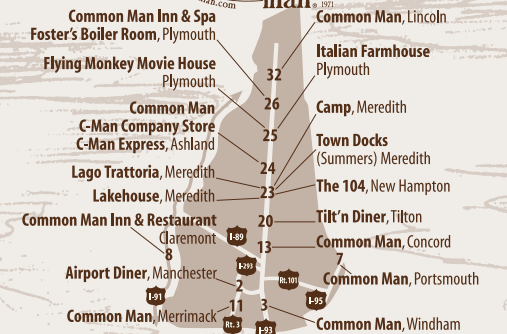 man.com
man® 1971
Common Man Inn & Spa
Foster's Boiler Room, Plymouth
Flying Monkey Movie House
Plymouth
Common Man
C-Man Company Store
C-Man Express, Ashland
Lago Trattoria, Meredith
Lakehouse, Meredith
Common Man Inn & Restaurant
Claremont
Airport Diner, Manchester
Common Man, Merrimack
32
26
25
24
23
20
13
8
7
2
11
3
I-89
I-293
Rt.101
I-91
I-95
Rt. 3
I-93
Common Man, Lincoln
Italian Farmhouse
Plymouth
Camp, Meredith
Town Docks
(Summers) Meredith
The 104, New Hampton
Tilt'n Diner, Tilton
Common Man, Concord
Common Man, Portsmouth
Common Man, Windham